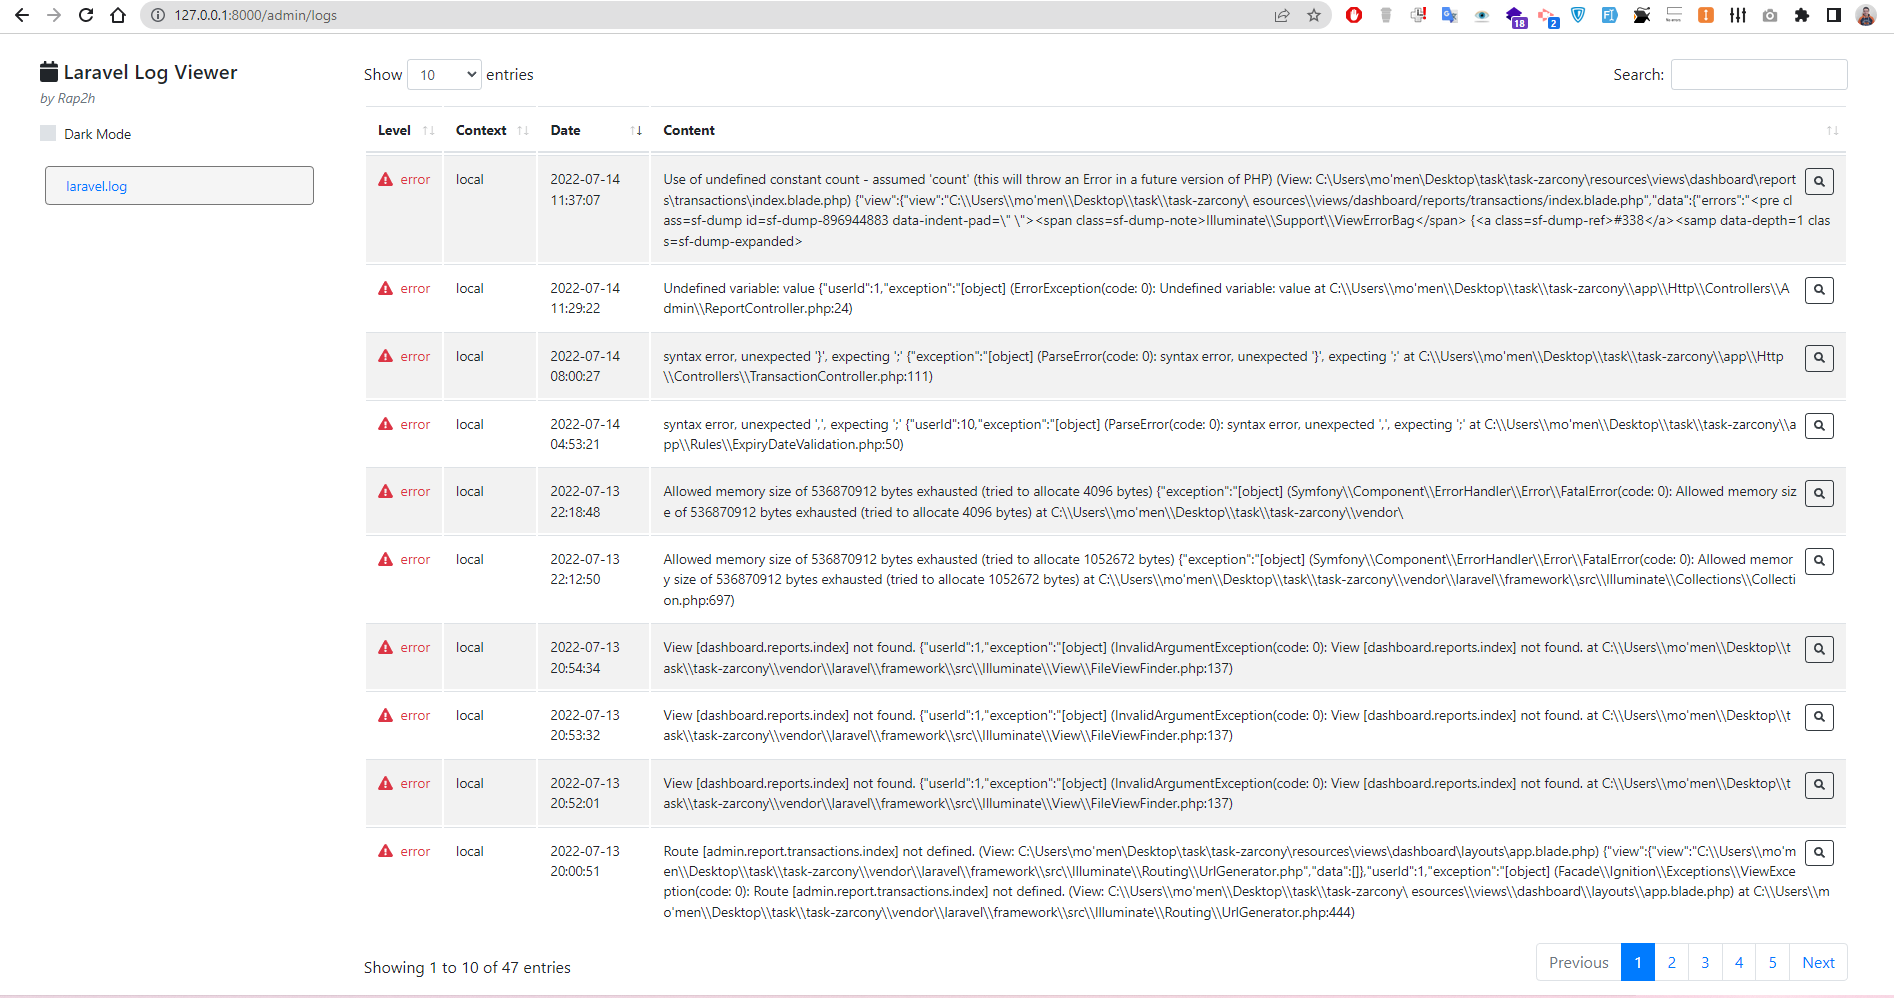 127.0.0.1:8000/admin/logs
18
2
Laravel Log Viewer
by Rap2h
Dark Mode
laravel.log
Show 10 entries
Search:
Level Context Date Content
error local 2022-07-14 11:37:07
Use of undefined constant count - assumed 'count' (this will throw an Error in a future version of PHP) (View: C:\Users\mo'men\Desktop\task\task-zarcony\resources\views\dashboard\report
s\transactions\index.blade.php) {"view":{"view":"C:\\Users\\mo'men\\Desktop\\task\\task-zarcony\ esources\\views/dashboard/reports/transactions/index.blade.php","data":{"errors":"<pre cl
ass=sf-dump id=sf-dump-896944883 data-indent-pad=\" \"><span class=sf-dump-note>Illuminate\\Support\\ViewErrorBag</span> {<a class=sf-dump-ref>#338</a><samp data-depth=1 clas
s=sf-dump-expanded>
error local 2022-07-14 11:29:22
Undefined variable: value {"userId":1,"exception":"[object] (ErrorException(code: 0): Undefined variable: value at C:\\Users\\mo'men\\Desktop\\task\\task-zarcony\\app\\Http\\Controllers\\A
dmin\\ReportController.php:24)
error local 2022-07-14 08:00:27
syntax error, unexpected '}', expecting ';' {"exception":"[object] (ParseError(code: 0): syntax error, unexpected '}', expecting ';' at C:\\Users\\mo'men\\Desktop\\task\\task-zarcony\\app\\Http
\\Controllers\\TransactionController.php:111)
error local 2022-07-14 04:53:21
syntax error, unexpected ',', expecting ';' {"userId":10,"exception":"[object] (ParseError(code: 0): syntax error, unexpected ',', expecting ';' at C:\\Users\\mo'men\\Desktop\\task\\task-zarcony\\a
pp\\Rules\\ExpiryDateValidation.php:50)
error local 2022-07-13 22:18:48
Allowed memory size of 536870912 bytes exhausted (tried to allocate 4096 bytes) {"exception":"[object] (Symfony\\Component\\ErrorHandler\\Error\\FatalError(code: 0): Allowed memory siz
e of 536870912 bytes exhausted (tried to allocate 4096 bytes) at C:\\Users\\mo'men\\Desktop\\task\\task-zarcony\\vendor\
error local 2022-07-13 22:12:50
Allowed memory size of 536870912 bytes exhausted (tried to allocate 1052672 bytes) {"exception":"[object] (Symfony\\Component\\ErrorHandler\\Error\\FatalError(code: 0): Allowed memor
y size of 536870912 bytes exhausted (tried to allocate 1052672 bytes) at C:\\Users\\mo'men\\Desktop\\task\\task-zarcony\\vendor\\laravel\\framework\\src\\Illuminate\\Collections\\Collecti
on.php:697)
error local 2022-07-13 20:54:34
View [dashboard.reports.index] not found. {"userId":1,"exception":"[object] (InvalidArgumentException(code: 0): View [dashboard.reports.index] not found. at C:\\Users\\mo'men\\Desktop\\t
ask\\task-zarcony\\vendor\\laravel\\framework\\src\\Illuminate\\View\\FileViewFinder.php:137)
error local 2022-07-13 20:53:32
View [dashboard.reports.index] not found. {"userId":1,"exception":"[object] (InvalidArgumentException(code: 0): View [dashboard.reports.index] not found. at C:\\Users\\mo'men\\Desktop\\t
ask\\task-zarcony\\vendor\\laravel\\framework\\src\\Illuminate\\View\\FileViewFinder.php:137)
error local 2022-07-13 20:52:01
View [dashboard.reports.index] not found. {"userId":1,"exception":"[object] (InvalidArgumentException(code: 0): View [dashboard.reports.index] not found. at C:\\Users\\mo'men\\Desktop\\t
ask\\task-zarcony\\vendor\\laravel\\framework\\src\\Illuminate\\View\\FileViewFinder.php:137)
error local 2022-07-13 20:00:51
Route [admin.report.transactions.index] not defined. (View: C:\Users\mo'men\Desktop\task\task-zarcony\resources\views\dashboard\layouts\app.blade.php) {"view":{"view":"C:\\Users\\mo'm
en\\Desktop\\task\\task-zarcony\\vendor\\laravel\\framework\\src\\Illuminate\\Routing\\UrlGenerator.php","data":[]},"userId":1,"exception":"[object] (Facade\\Ignition\\Exceptions\\ViewExce
ption(code: 0): Route [admin.report.transactions.index] not defined. (View: C:\\Users\\mo'men\\Desktop\\task\\task-zarcony\ esources\\views\\dashboard\\layouts\\app.blade.php) at C:\\Users\\m
o'men\\Desktop\\task\\task-zarcony\\vendor\\laravel\\framework\\src\\Illuminate\\Routing\\UrlGenerator.php:444)
Showing 1 to 10 of 47 entries
Previous 1 2 3 4 5 Next